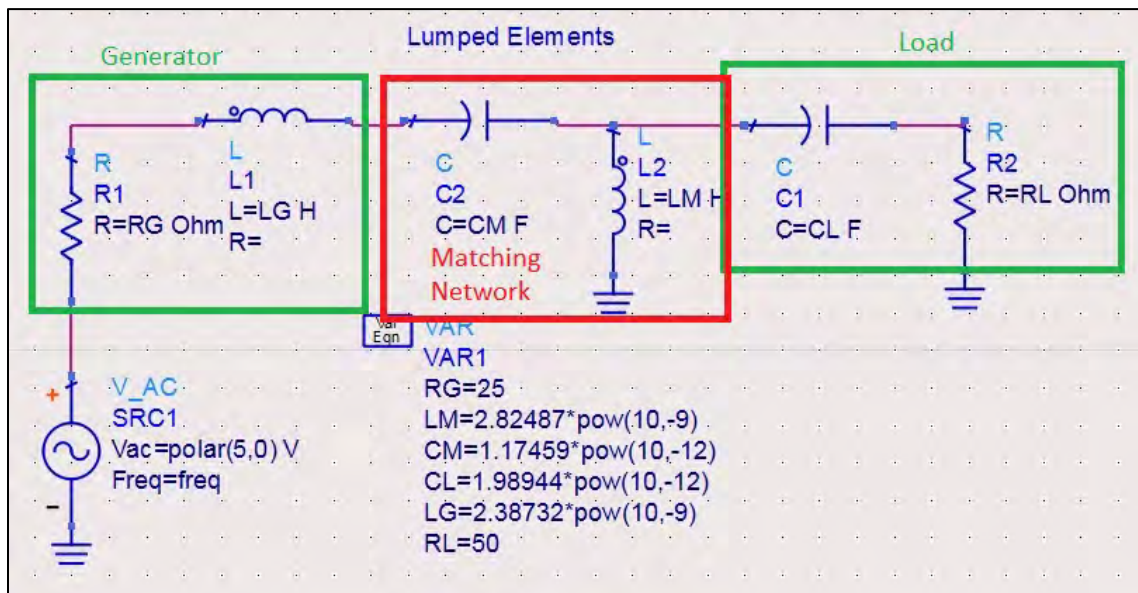 Lumped Elements
Generator
Load
R
R1
R=RG Ohm
L
L1
L=LG H
R=
C
C2
C=CM F
Matching
Network
L
L2
L=LM H
R=
C
C1
C=CL F
R
R2
R=RL Ohm
+
V_AC
SRC1
Vac=polar(5,0) V
Freq=freq
-
Var
Eqn
VAR
VAR1
RG=25
LM=2.82487*pow(10,-9)
CM=1.17459*pow(10,-12)
CL=1.98944*pow(10,-12)
LG=2.38732*pow(10,-9)
RL=50